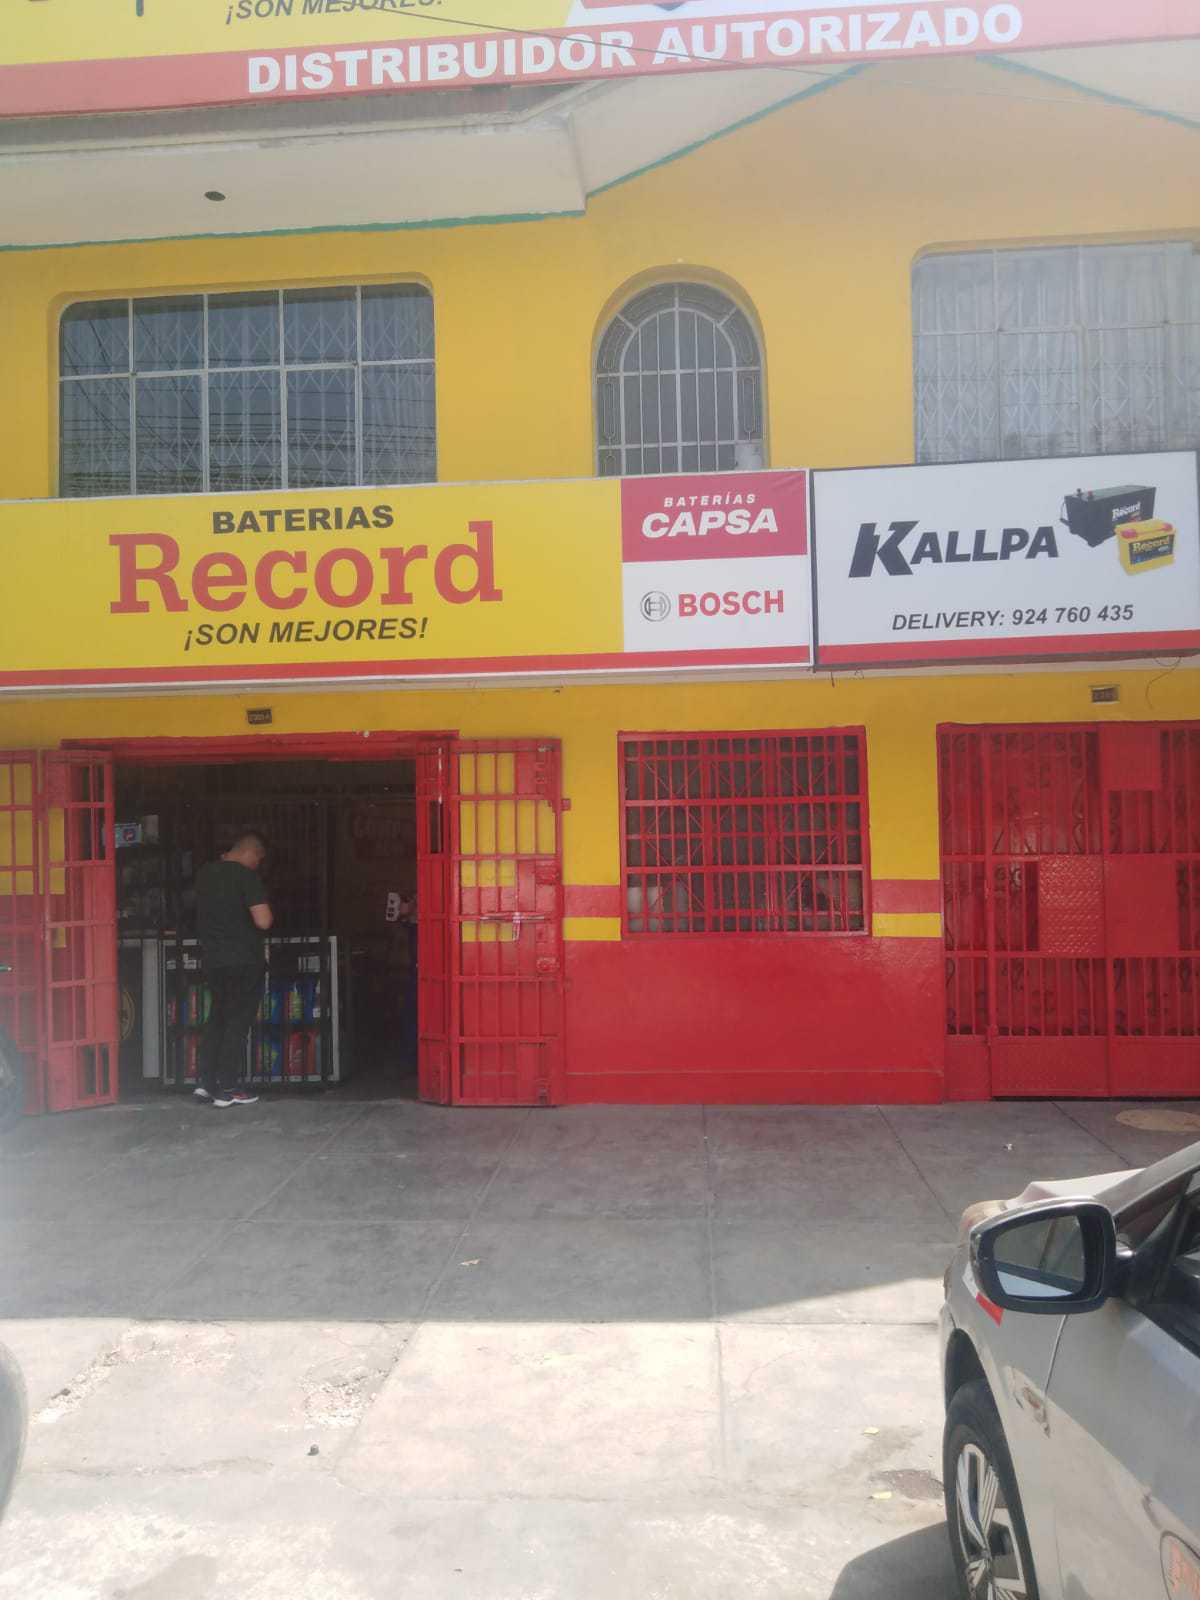 ¡SON MEJORES!
DISTRIBUIDOR AUTORIZADO
BATERIAS
Record
¡SON MEJORES!
BATERÍAS
CAPSA
BOSCH
KALLPA
Record
Record
DELIVERY: 924 760 435